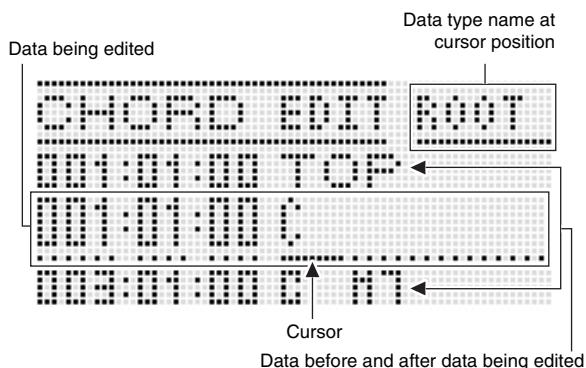 Data type name at
cursor position
Data being edited
CHORD EDIT ROOT
001:01:00 TOP
001:01:00 C
003:01:00 C M7
Cursor
Data before and after data being edited